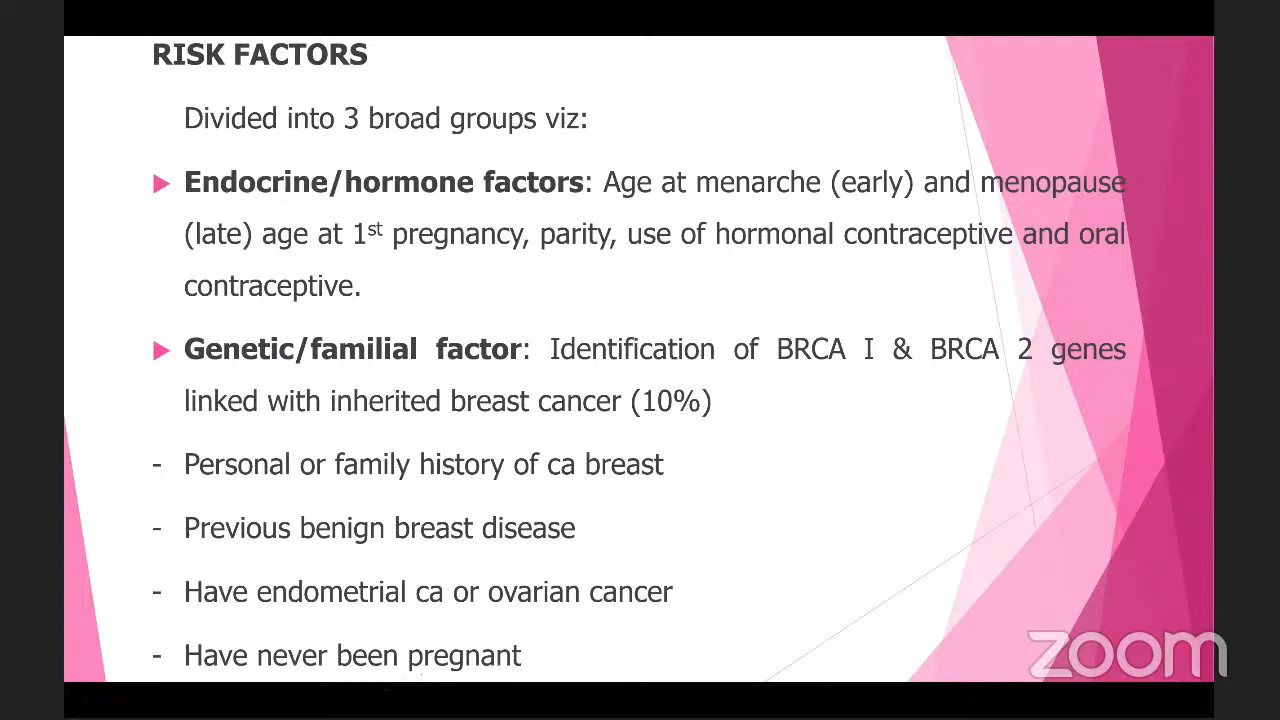 RISK FACTORS
Divided into 3 broad groups viz:
Endocrine/hormone factors: Age at menarche (early) and menopause
(late) age at 1st pregnancy, parity, use of hormonal contraceptive and oral
contraceptive.
Genetic/familial factor: Identification of BRCA I & BRCA 2 genes
linked with inherited breast cancer (10%)
- Personal or family history of ca breast
- Previous benign breast disease
- Have endometrial ca or ovarian cancer
- Have never been pregnant
zoom